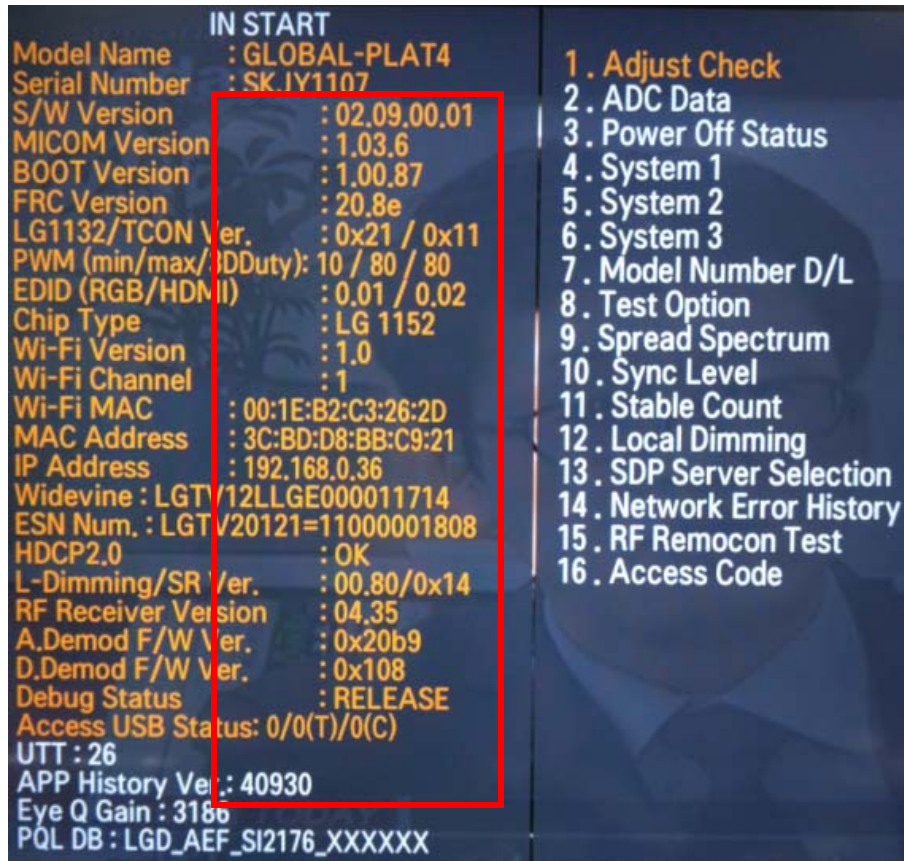 IN START
Model Name : GLOBAL-PLAT4
Serial Number : SKJY1107
S/W Version : 02.09.00.01
MICOM Version : 1.03.6
BOOT Version : 1.00.87
FRC Version : 20.8e
LG1132/TCON Ver. : 0x21 / 0x11
PWM (min/max/3DDuty): 10 / 80 / 80
EDID (RGB/HDMI) : 0.01 / 0.02
Chip Type : LG 1152
Wi-Fi Version : 1.0
Wi-Fi Channel : 1
Wi-Fi MAC : 00:1E:B2:C3:26:2D
MAC Address : 3C:BD:D8:BB:C9:21
IP Address : 192.168.0.36
Widevine : LGTV12LLGE000011714
ESN Num. : LGTV20121=11000001808
HDCP2.0 : OK
L-Dimming/SR Ver. : 00.80/0x14
RF Receiver Version : 04.35
A.Demod F/W Ver. : 0x20b9
D.Demod F/W Ver. : 0x108
Debug Status : RELEASE
Access USB Status: 0/0(T)/0(C)
UTT : 26
APP History Ver.: 40930
Eye Q Gain : 3186
PQL DB : LGD_AEF_SI2176_XXXXXX
1 . Adjust Check
2 . ADC Data
3 . Power Off Status
4 . System 1
5 . System 2
6 . System 3
7 . Model Number D/L
8 . Test Option
9 . Spread Spectrum
10 . Sync Level
11 . Stable Count
12 . Local Dimming
13 . SDP Server Selection
14 . Network Error History
15 . RF Remocon Test
16 . Access Code